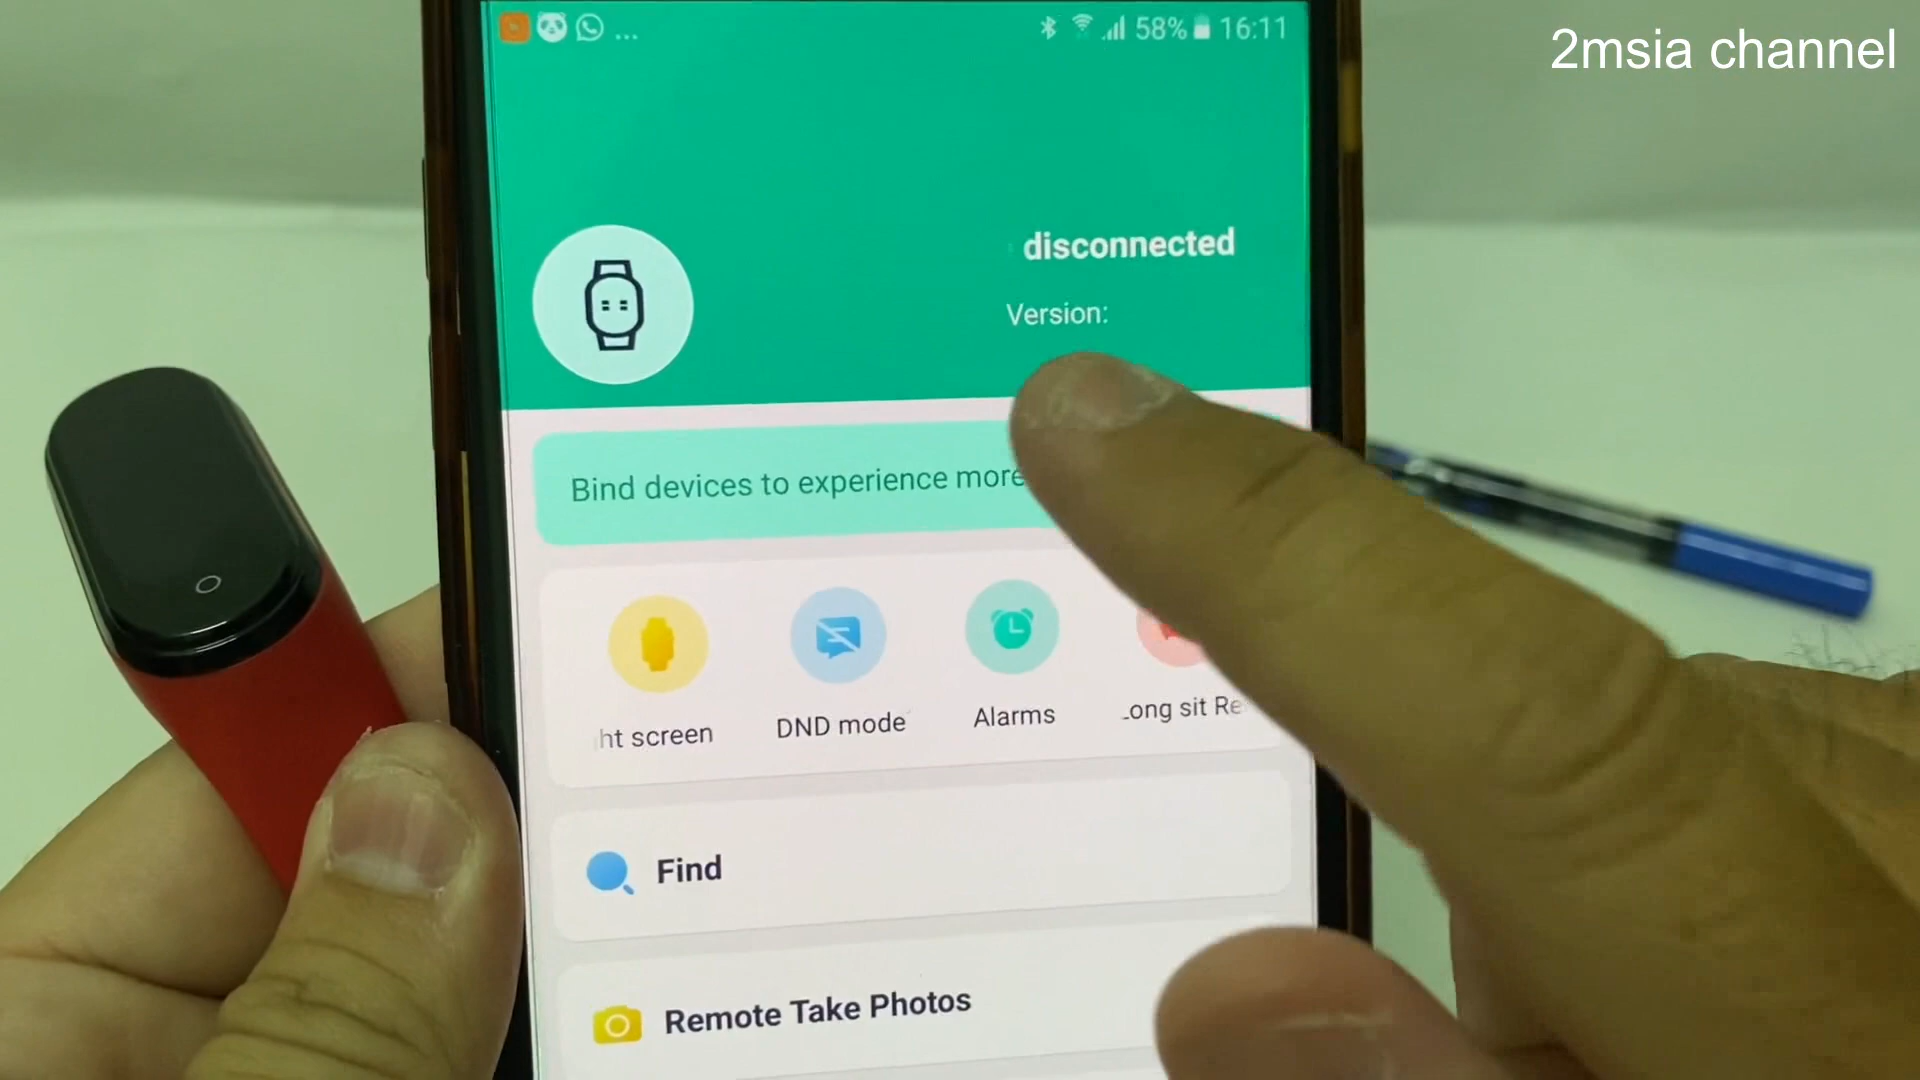 ... 58% 16:11
2msia channel
disconnected
Version:
Bind devices to experience more
ht screen
DND mode
Alarms
ong sit Re
Find
Remote Take Photos